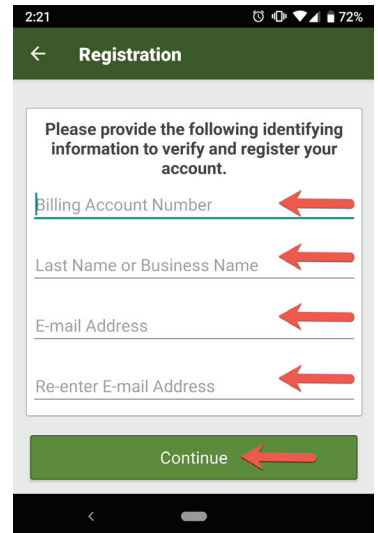 2:21 72%
Registration
Please provide the following identifying
information to verify and register your
account.
Billing Account Number
Last Name or Business Name
E-mail Address
Re-enter E-mail Address
Continue